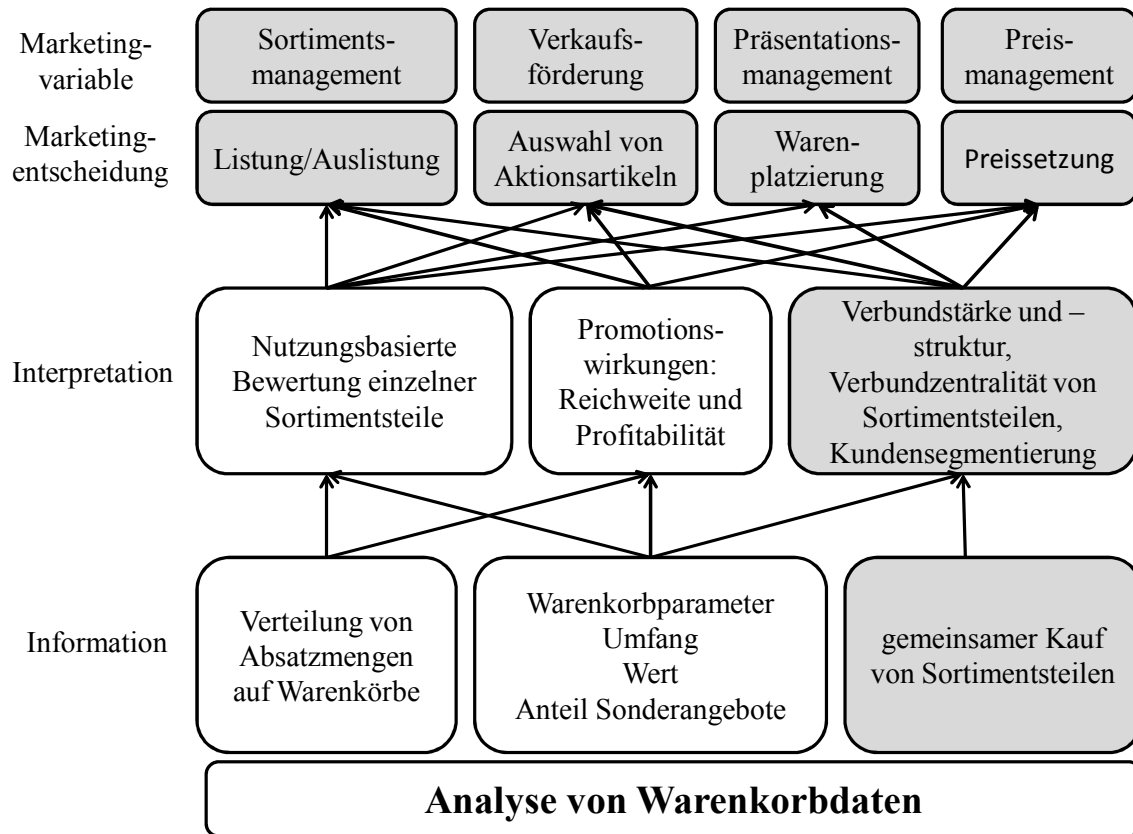 Marketing-
variable
Sortiments-
management
Verkaufs-
förderung
Präsentations-
management
Preis-
management
Marketing-
entscheidung
Listung/Auslistung
Auswahl von
Aktionsartikeln
Waren-
platzierung
Preissetzung
Interpretation
Nutzungsbasierte
Bewertung einzelner
Sortimentsteile
Promotions-
wirkungen:
Reichweite und
Profitabilität
Verbundstärke und –
struktur,
Verbundzentralität von
Sortimentsteilen,
Kundensegmentierung
Information
Verteilung von
Absatzmengen
auf Warenkörbe
Warenkorbparameter
Umfang
Wert
Anteil Sonderangebote
gemeinsamer Kauf
von Sortimentsteilen
Analyse von Warenkorbdaten